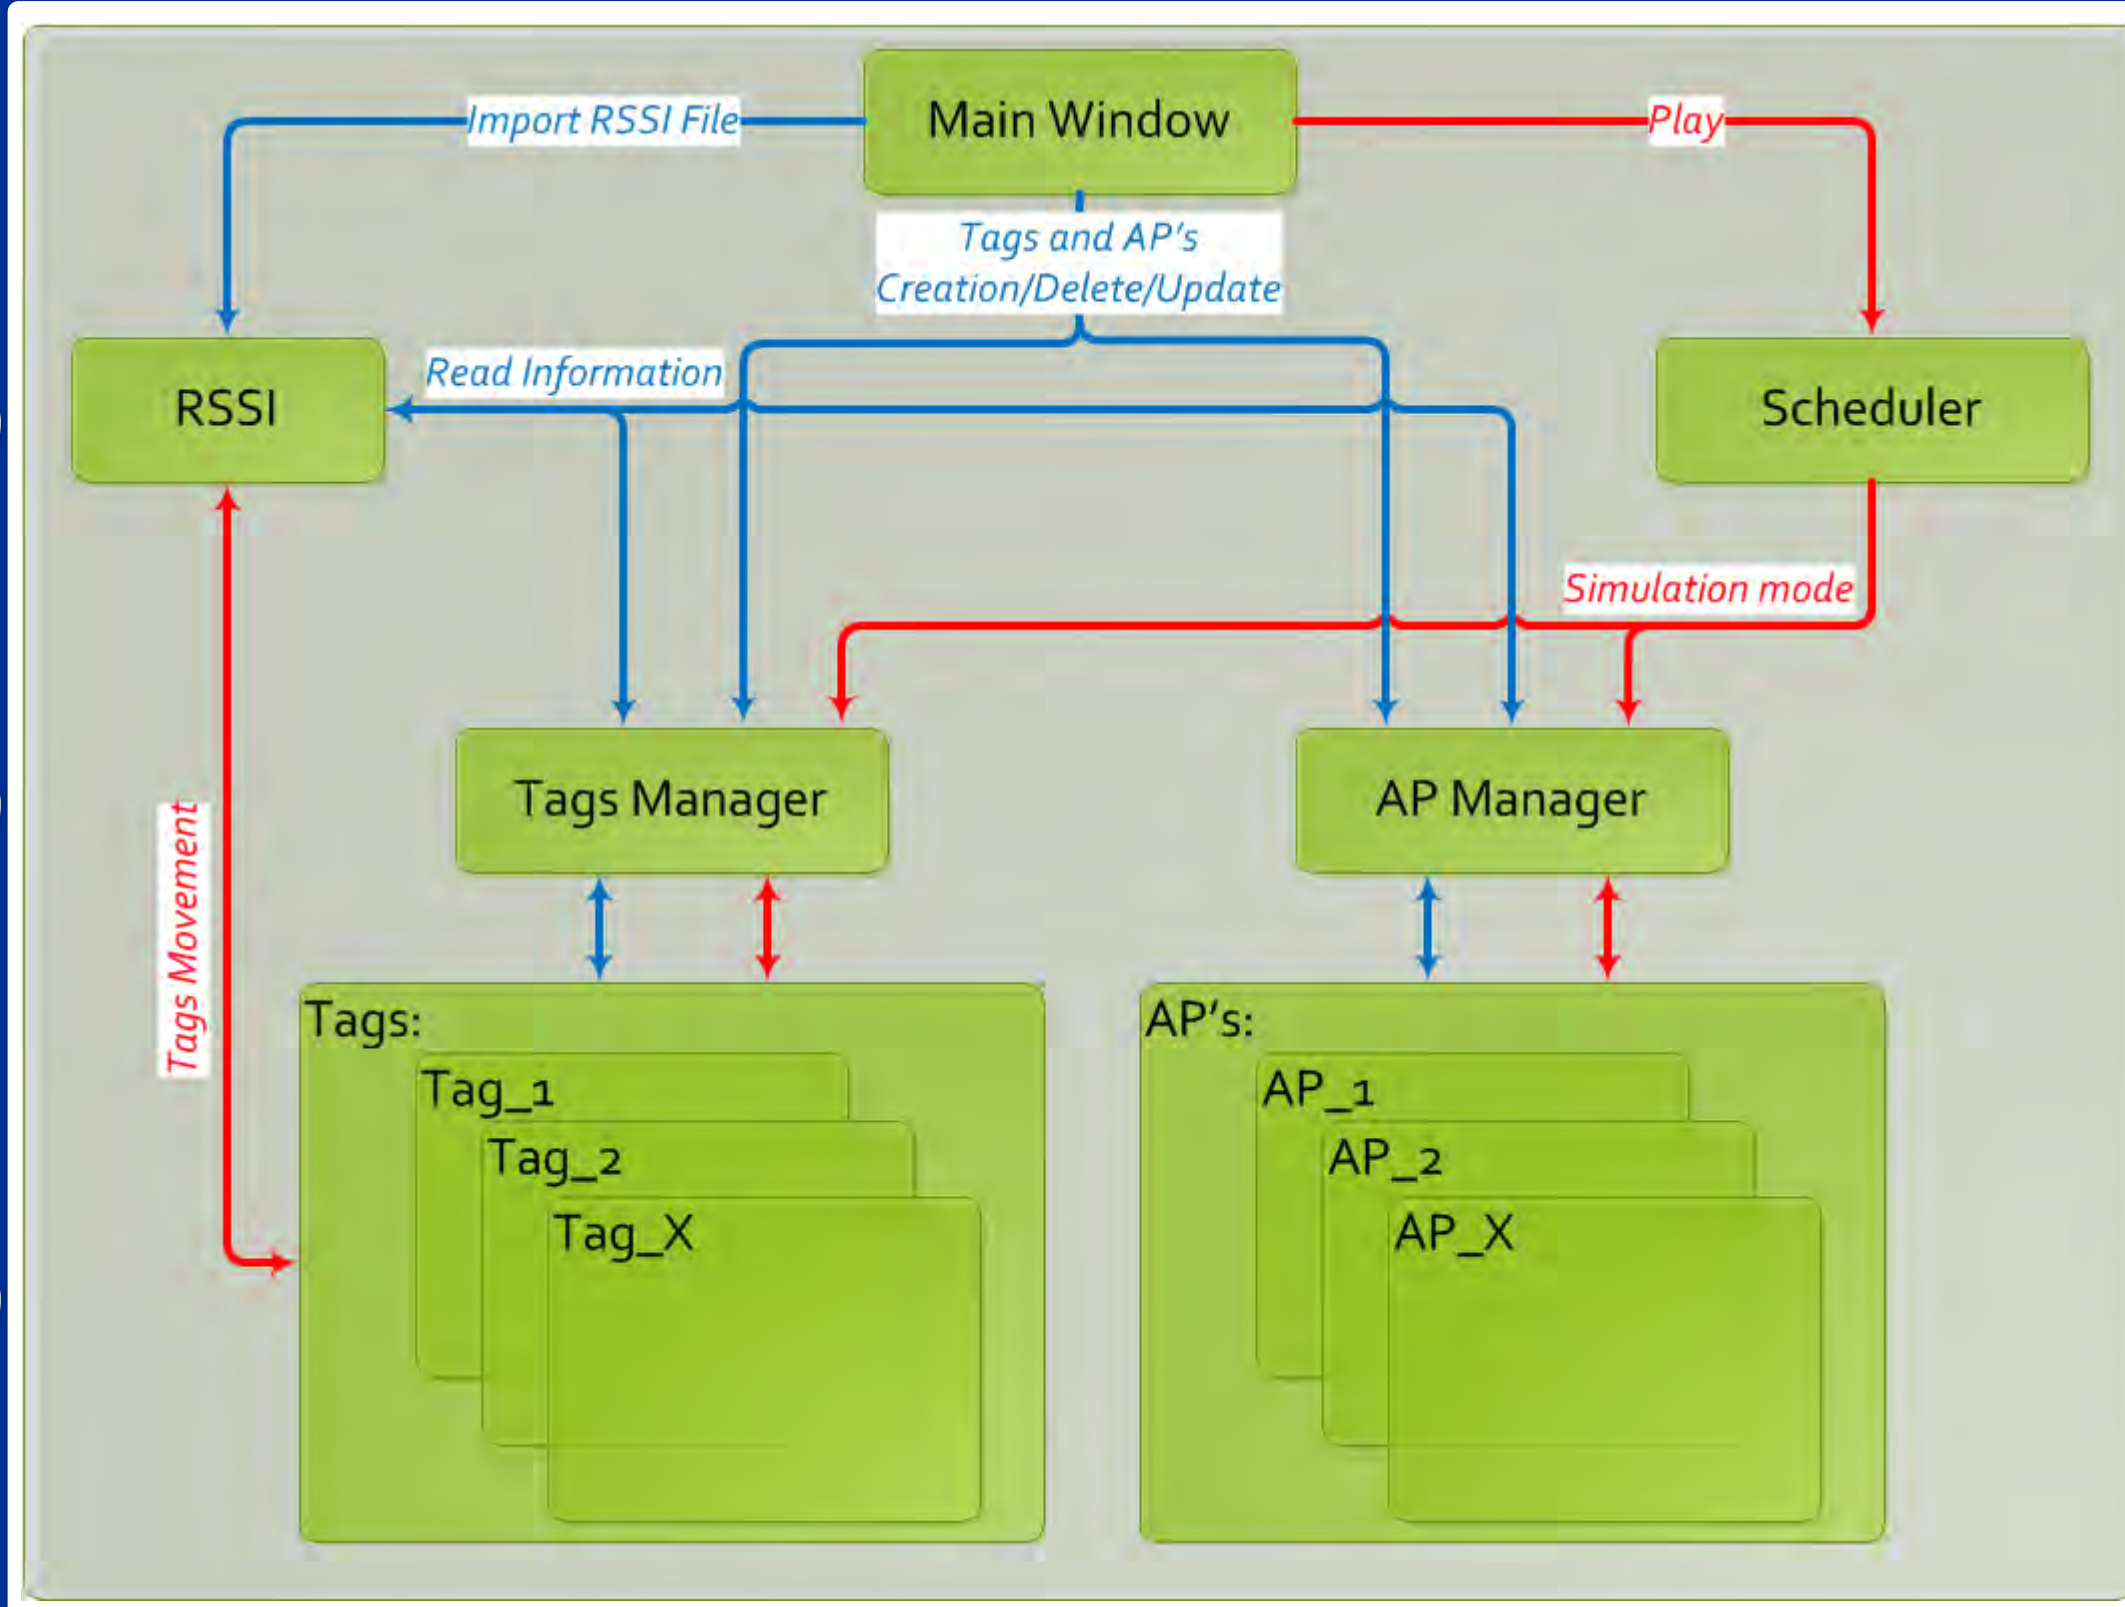 Main Window
Import RSSI File
Play
Tags and AP's
Creation/Delete/Update
Read Information
RSSI
Scheduler
Simulation mode
Tags Manager
AP Manager
Tags Movement
Tags:
Tag_1
Tag_2
Tag_X
AP's:
AP_1
AP_2
AP_X